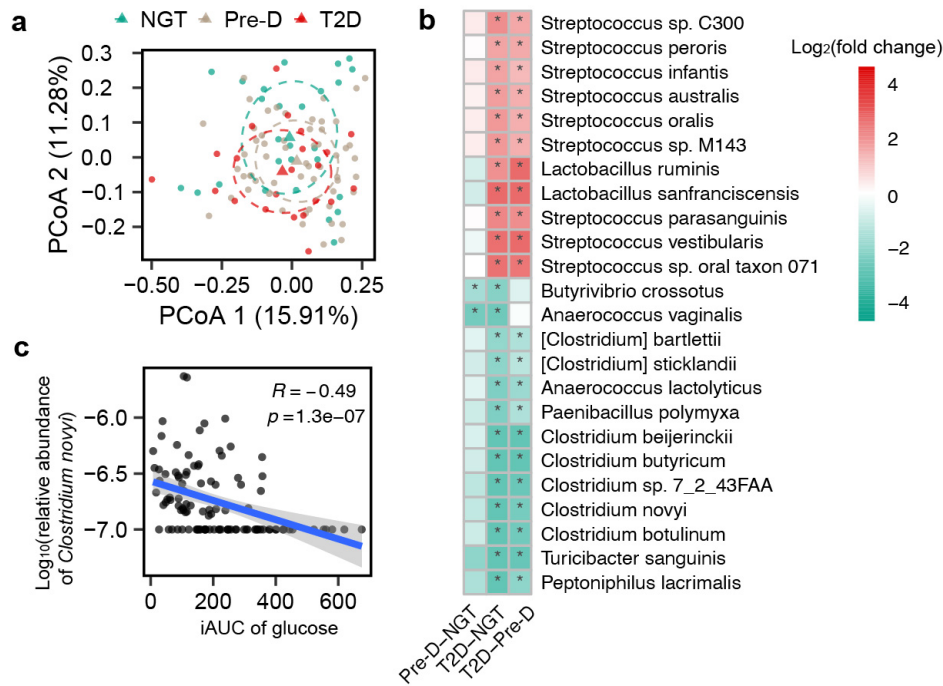 a
NGT Pre-D T2D
PCoA 2 (11.28%)
0.3
0.2
0.1
0.0
−0.1
−0.2
−0.50 −0.25 0.00 0.25
PCoA 1 (15.91%)
b
Streptococcus sp. C300
Streptococcus peroris
Streptococcus infantis
Streptococcus australis
Streptococcus oralis
Streptococcus sp. M143
Lactobacillus ruminis
Lactobacillus sanfranciscensis
Streptococcus parasanguinis
Streptococcus vestibularis
Streptococcus sp. oral taxon 071
Butyrivibrio crossotus
Anaerococcus vaginalis
[Clostridium] bartlettii
[Clostridium] sticklandii
Anaerococcus lactolyticus
Paenibacillus polymyxa
Clostridium beijerinckii
Clostridium butyricum
Clostridium sp. 7_2_43FAA
Clostridium novyi
Clostridium botulinum
Turicibacter sanguinis
Peptoniphilus lacrimalis
Pre-D−NGT
T2D−NGT
T2D−Pre-D
Log2(fold change)
4
2
0
−2
−4
c
Log10(relative abundance
of Clostridium novyi)
R = −0.49
p =1.3e−07
−6.0
−6.5
−7.0
0 200 400 600
iAUC of glucose